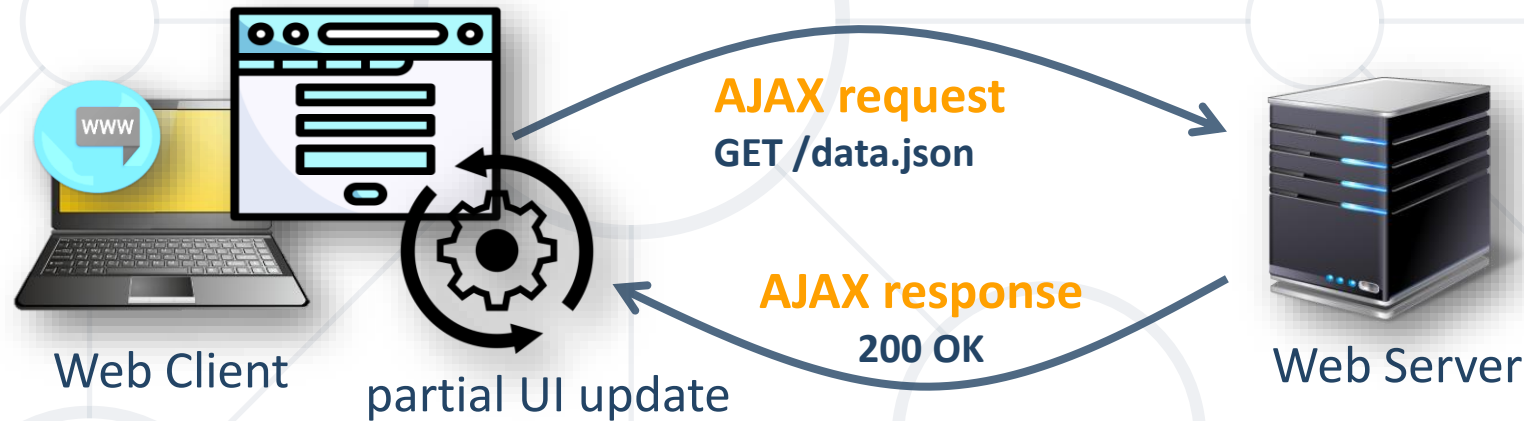 WWW
AJAX request
GET /data.json
AJAX response
200 OK
Web Client
partial UI update
Web Server